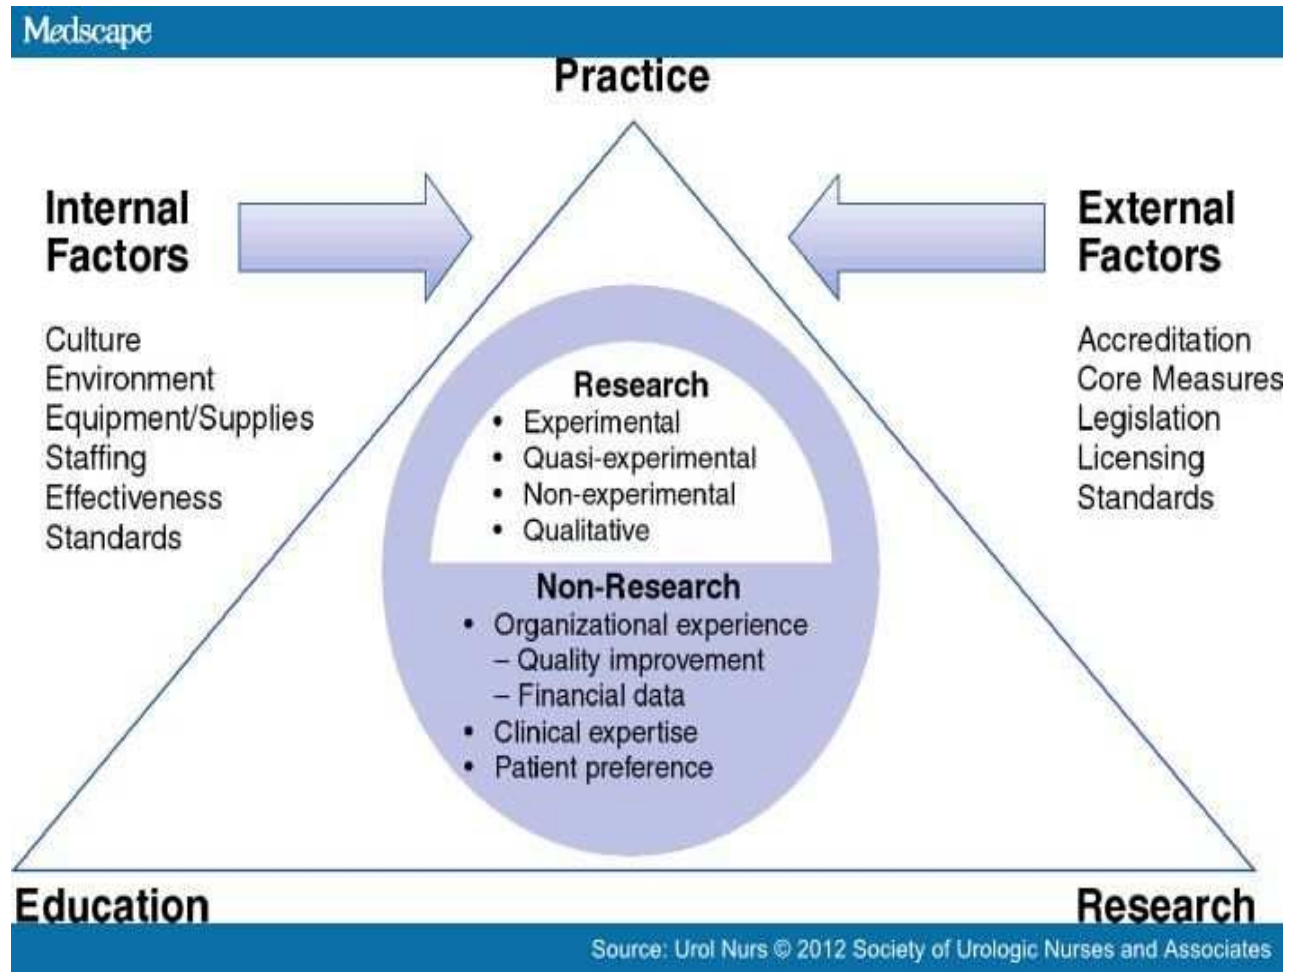 Medscape
Practice
Internal
Factors
Culture
Environment
Equipment/Supplies
Staffing
Effectiveness
Standards
External
Factors
Accreditation
Core Measures
Legislation
Licensing
Standards
Research
• Experimental
• Quasi-experimental
• Non-experimental
• Qualitative
Non-Research
• Organizational experience
– Quality improvement
– Financial data
• Clinical expertise
• Patient preference
Education
Research
Source: Urol Nurs © 2012 Society of Urologic Nurses and Associates